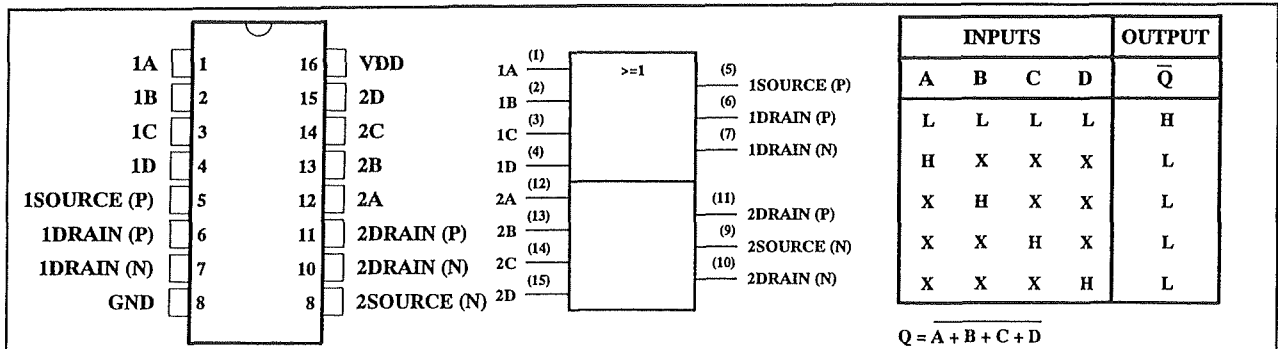 1A 1 16 VDD
1B 2 15 2D
1C 3 14 2C
1D 4 13 2B
1SOURCE (P) 5 12 2A
1DRAIN (P) 6 11 2DRAIN (P)
1DRAIN (N) 7 10 2DRAIN (N)
GND 8 8 2SOURCE (N)
>=1
1A (1)
1B (2)
1C (3)
1D (4)
2A (12)
2B (13)
2C (14)
2D (15)
(5) 1SOURCE (P)
(6) 1DRAIN (P)
(7) 1DRAIN (N)
(11) 2DRAIN (P)
(9) 2SOURCE (N)
(10) 2DRAIN (N)
INPUTS OUTPUT
A B C D Q̅
L L L L H
H X X X L
X H X X L
X X H X L
X X X H L
Q = A + B + C + D